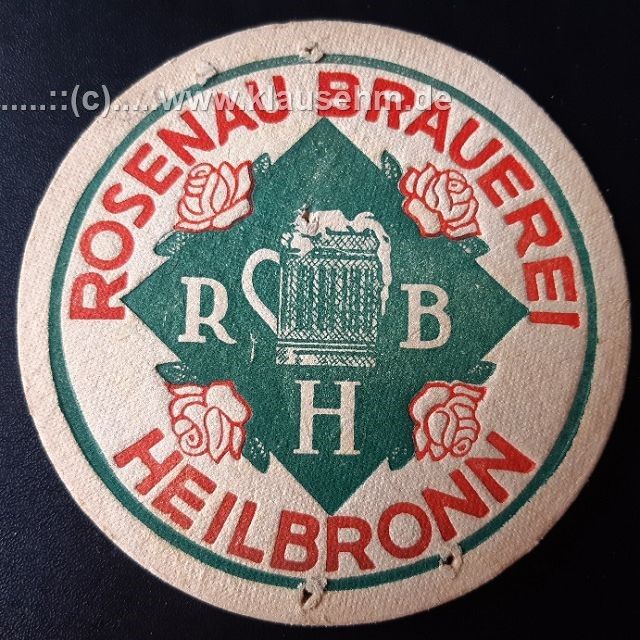 .....::(c).....www.klausehm.de
ROSENAU BRAUEREI
R B
H
HEILBRONN